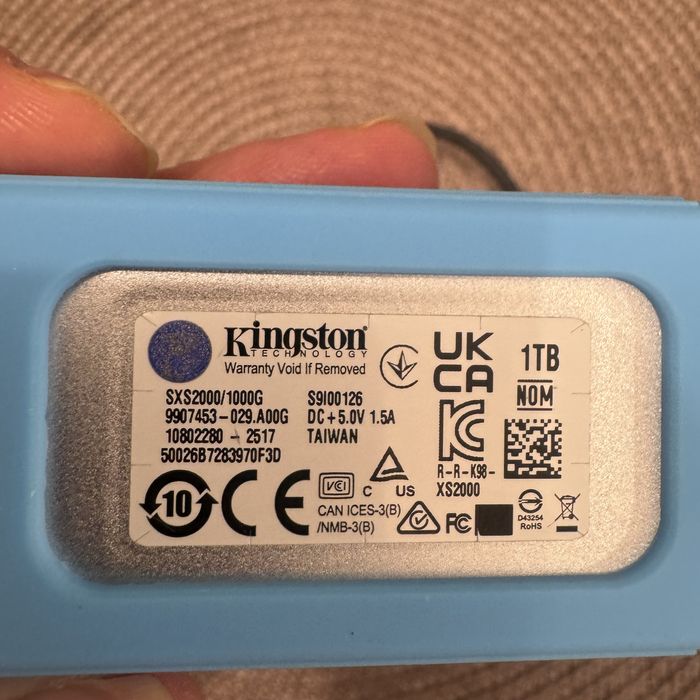 Kingston
TECHNOLOGY
Warranty Void If Removed
SXS2000/1000G
S9I00126
9907453-029.A00G
DC+5.0V 1.5A
10802280 - 2517
TAIWAN
50026B7283970F3D
UK
CA
1TB
NOM
R-R-K98-
XS2000
10
CE
VCI
C US
CAN ICES-3(B)
/NMB-3(B)
FC
D43254
RoHS